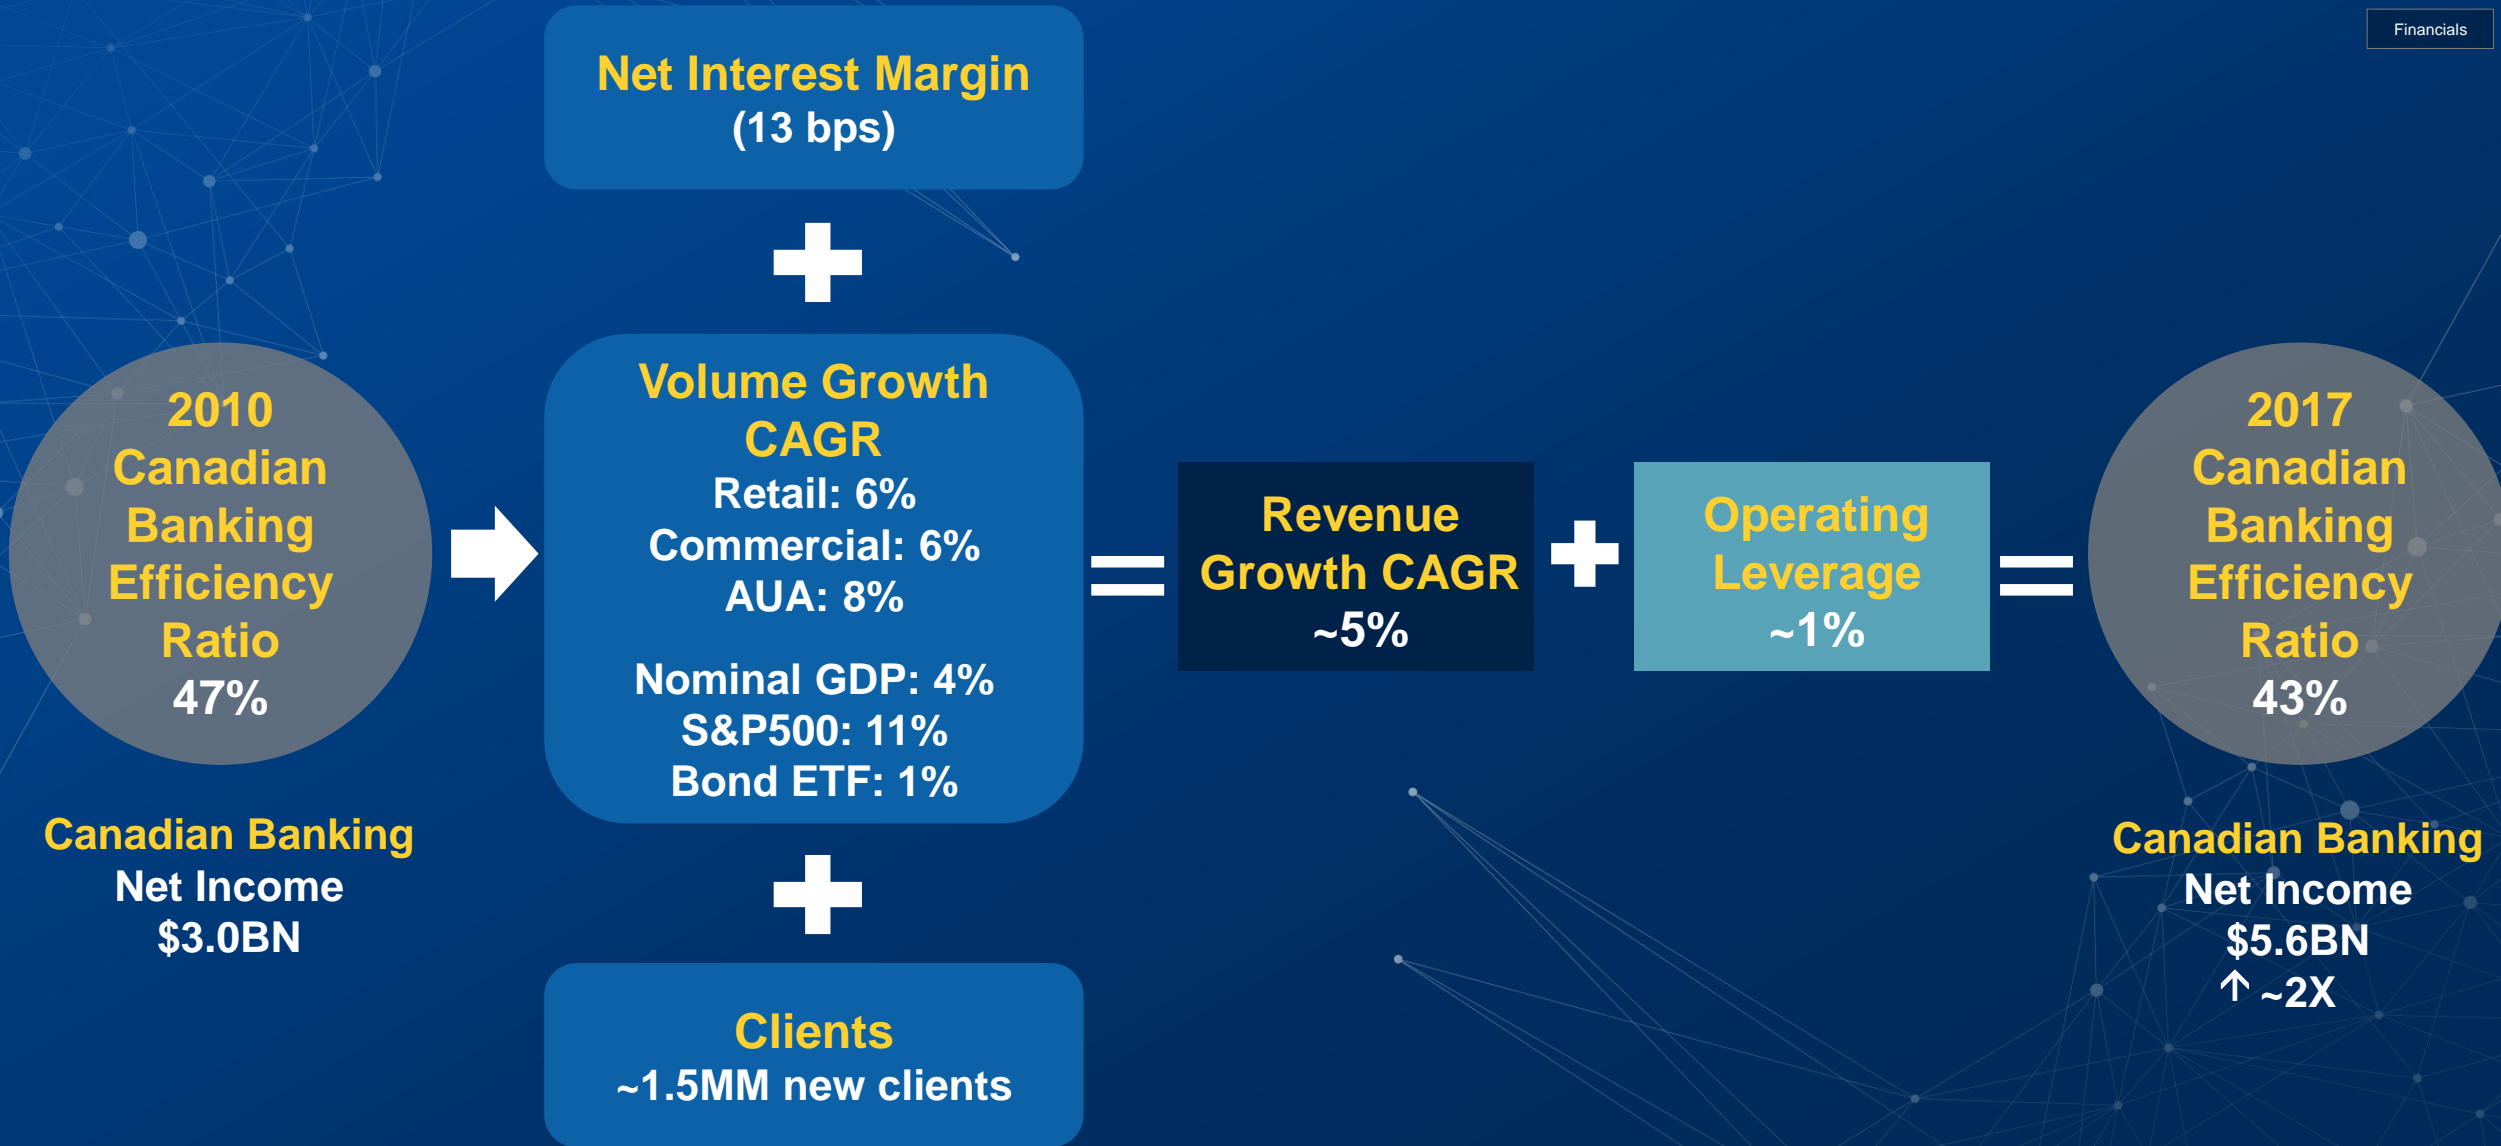 Financials
Net Interest Margin
(13 bps)
2010
Canadian
Banking
Efficiency
Ratio
47%
Canadian Banking
Net Income
$3.0BN
Volume Growth
CAGR
Retail: 6%
Commercial: 6%
AUA: 8%
Nominal GDP: 4%
S&P500: 11%
Bond ETF: 1%
Clients
~1.5MM new clients
Revenue
Growth CAGR
~5%
Operating
Leverage
~1%
2017
Canadian
Banking
Efficiency
Ratio
43%
Canadian Banking
Net Income
$5.6BN
↑ ~2X